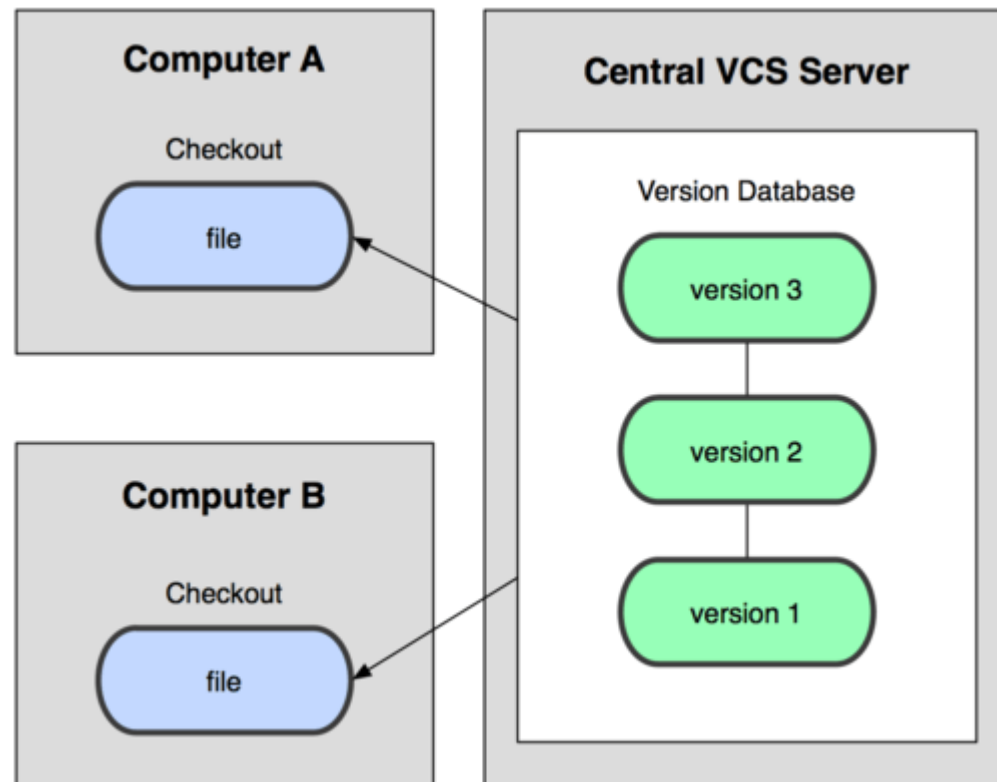 Computer A
Checkout
file
Computer B
Checkout
file
Central VCS Server
Version Database
version 3
version 2
version 1